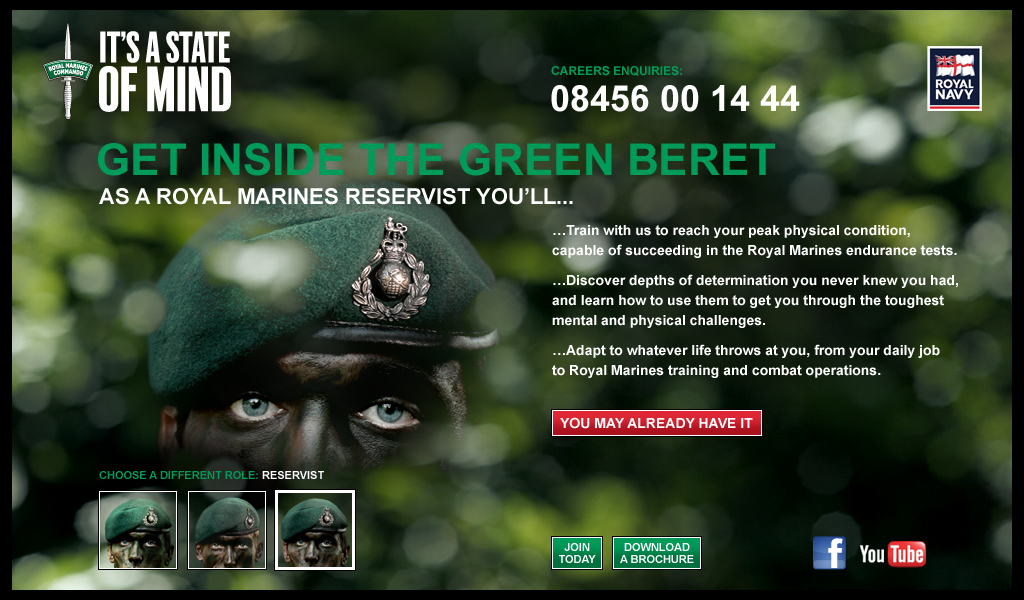 ROYAL MARINES
COMMANDO
IT'S A STATE
OF MIND
CAREERS ENQUIRIES:
08456 00 14 44
ROYAL
NAVY
GET INSIDE THE GREEN BERET
AS A ROYAL MARINES RESERVIST YOU'LL...
...Train with us to reach your peak physical condition,
capable of succeeding in the Royal Marines endurance tests.
...Discover depths of determination you never knew you had,
and learn how to use them to get you through the toughest
mental and physical challenges.
...Adapt to whatever life throws at you, from your daily job
to Royal Marines training and combat operations.
YOU MAY ALREADY HAVE IT
CHOOSE A DIFFERENT ROLE: RESERVIST
JOIN
TODAY
DOWNLOAD
A BROCHURE
f
YouTube